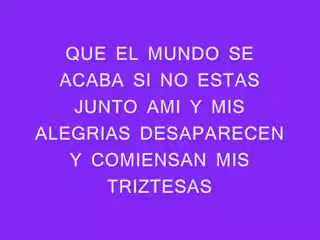 QUE EL MUNDO SE
ACABA SI NO ESTAS
JUNTO AMI Y MIS
ALEGRIAS DESAPARECEN
Y COMIENSAN MIS
TRIZTESAS